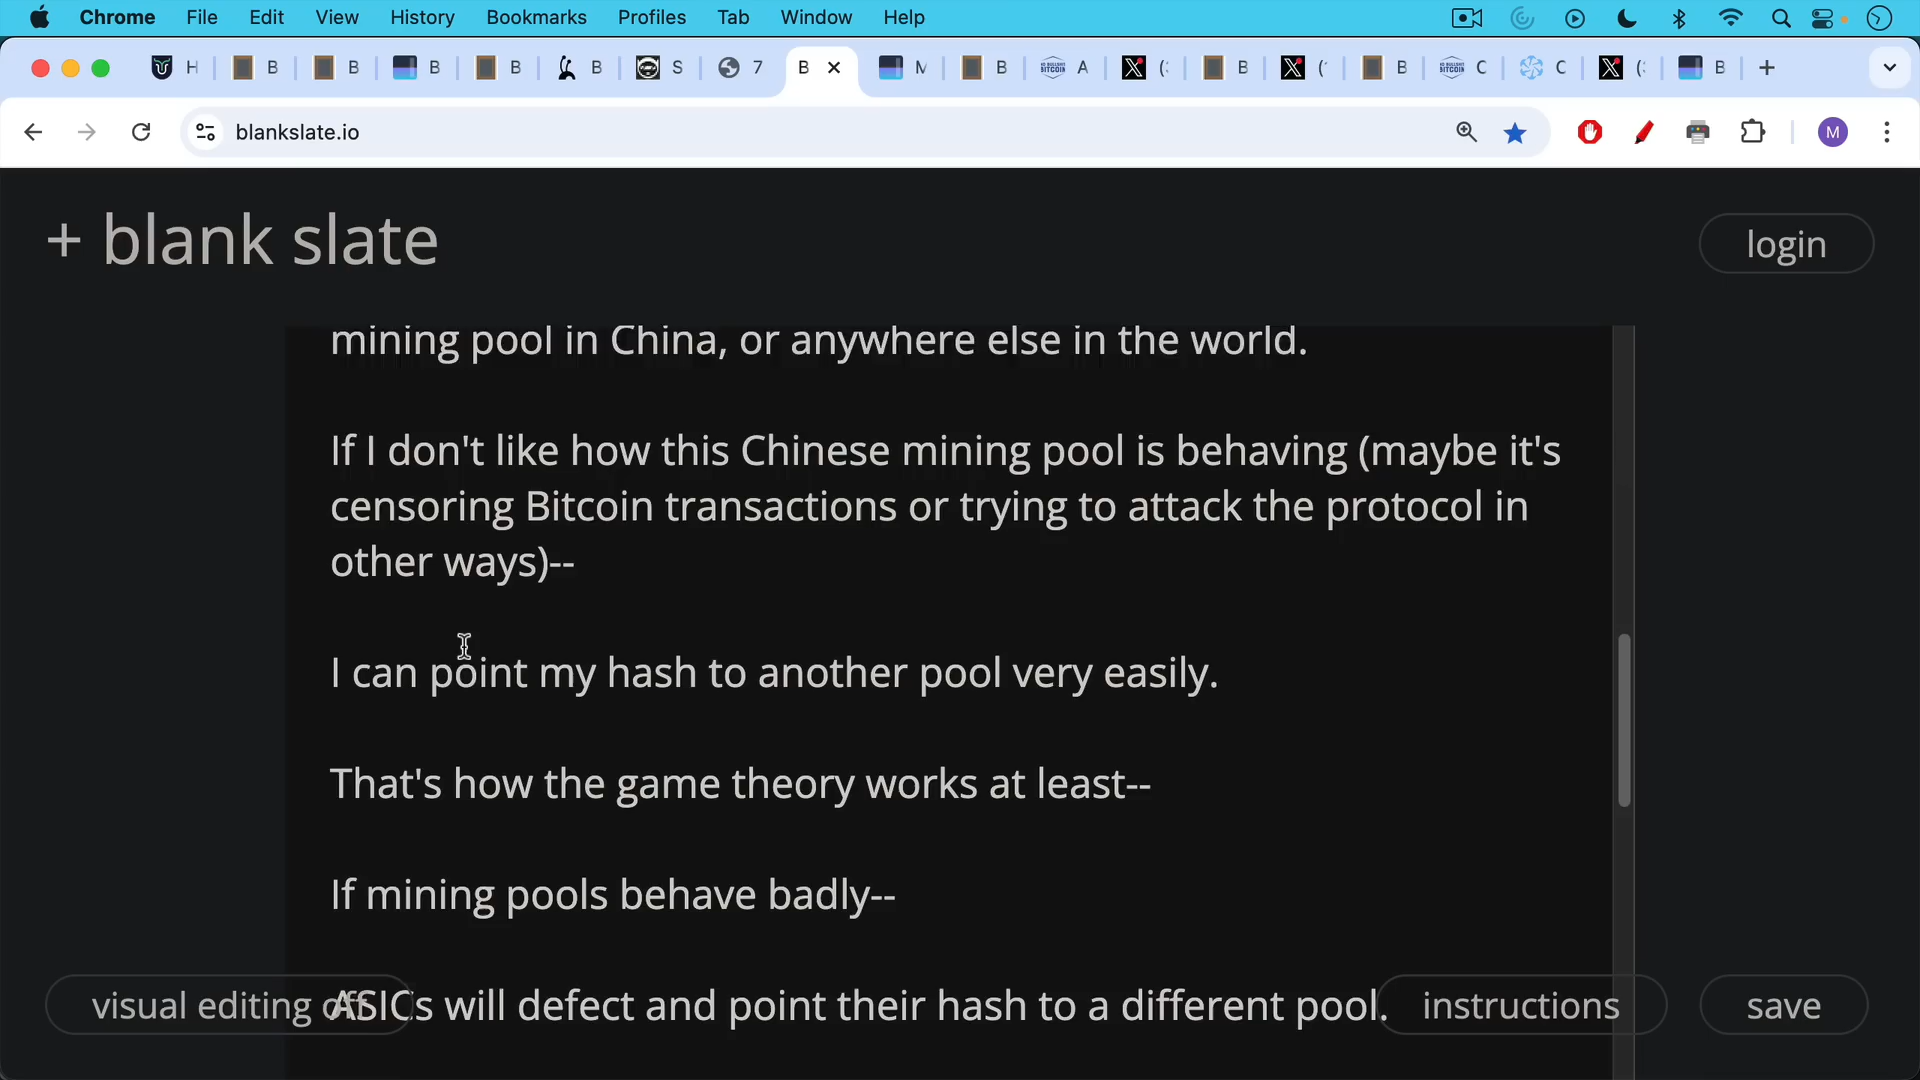 Chrome File Edit View History Bookmarks Profiles Tab Window Help
H B B B B B S 7 B M B A ( B ( B C C ( B
blankslate.io
M
+ blank slate
login
mining pool in China, or anywhere else in the world.
If I don't like how this Chinese mining pool is behaving (maybe it's
censoring Bitcoin transactions or trying to attack the protocol in
other ways)--
I can point my hash to another pool very easily.
That's how the game theory works at least--
If mining pools behave badly--
ASICs will defect and point their hash to a different pool.
visual editing off
instructions
save